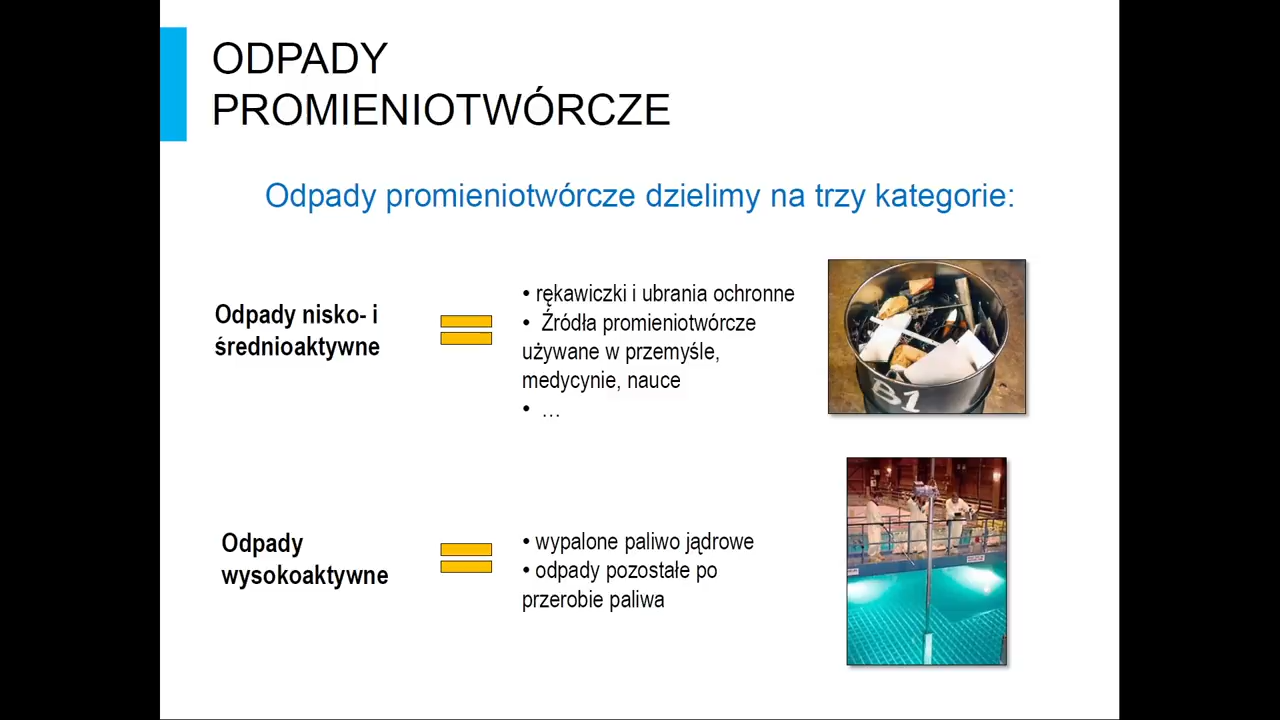 ODPADY
PROMIENIOTWÓRCZE
Odpady promieniotwórcze dzielimy na trzy kategorie:
Odpady nisko- i
średnioaktywne
• rękawiczki i ubrania ochronne
• Źródła promieniotwórcze
używane w przemyśle,
medycynie, nauce
• …
B1
Odpady
wysokoaktywne
• wypalone paliwo jądrowe
• odpady pozostałe po
przerobie paliwa